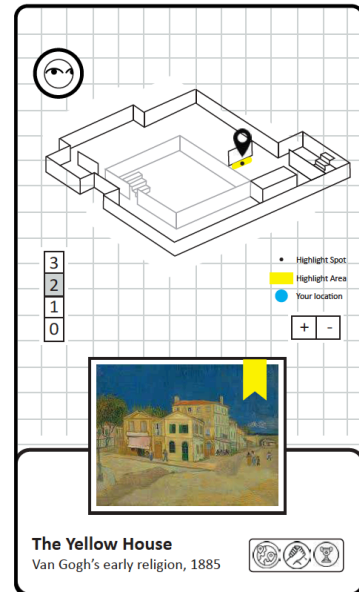 3
2
1
0
Highlight Spot
Highlight Area
Your location
+ -
The Yellow House
Van Gogh's early religion, 1885